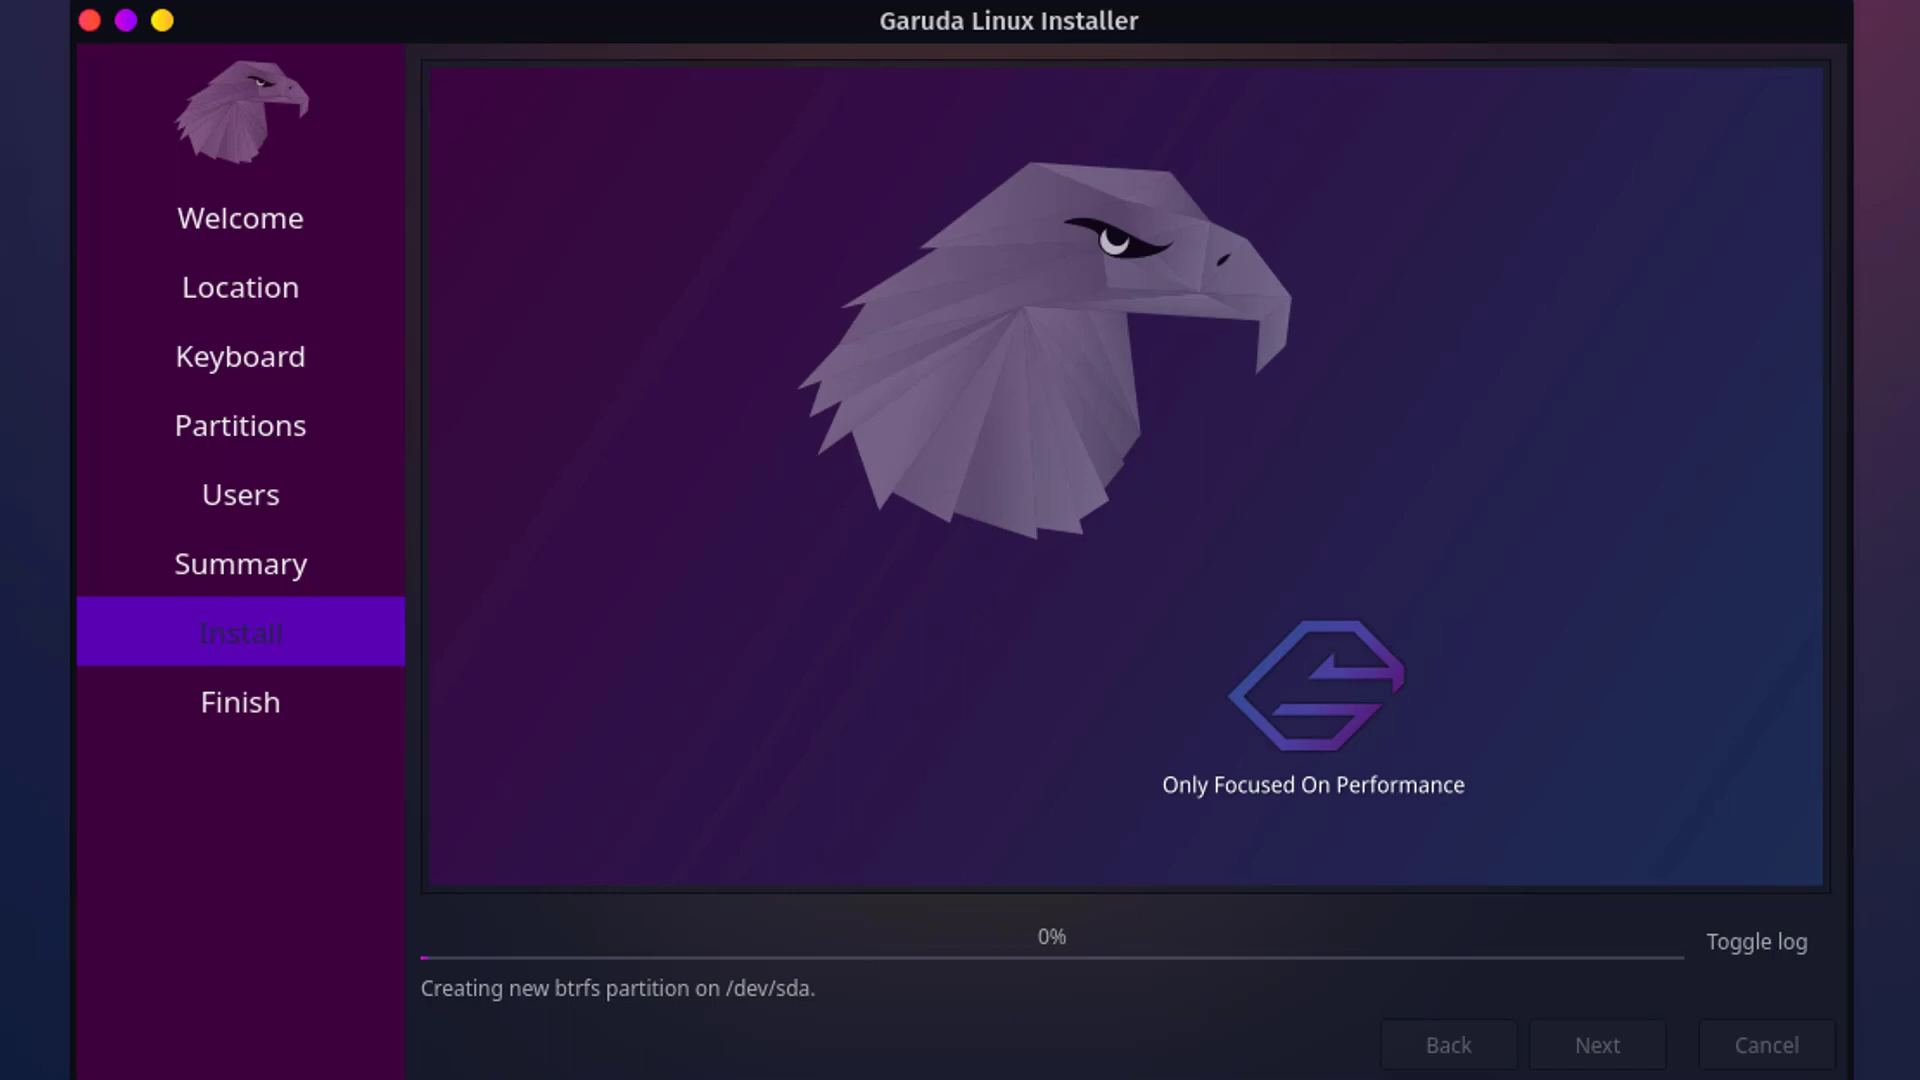 Garuda Linux Installer
Welcome
Location
Keyboard
Partitions
Users
Summary
Install
Finish
Only Focused On Performance
0%
Toggle log
Creating new btrfs partition on /dev/sda.
Back
Next
Cancel